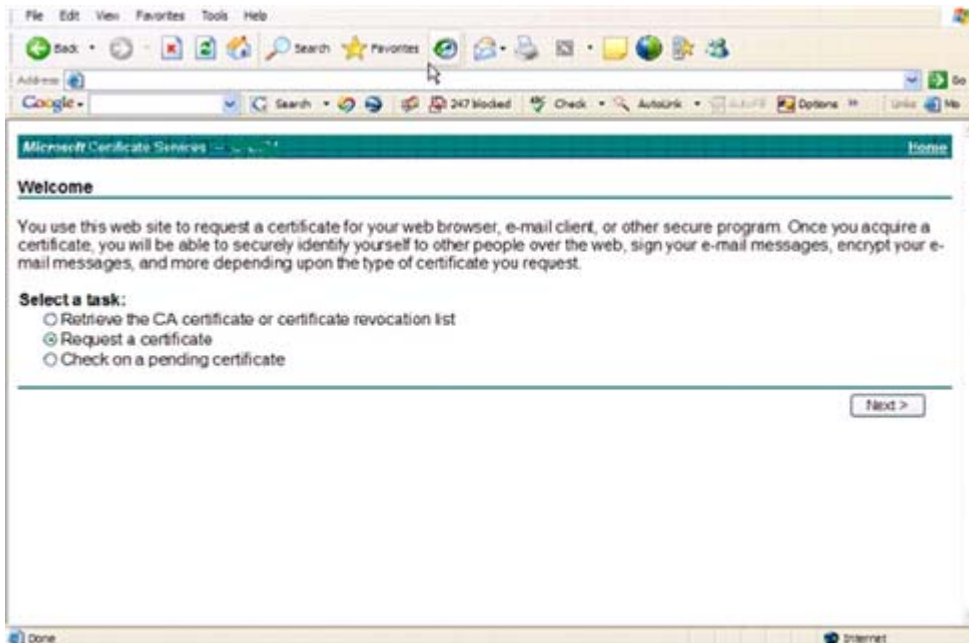 File Edit View Favorites Tools Help
Back Search Favorites
Address Go
Google Search 247 blocked Check AutoLink AutoFill Options Links
Microsoft Certificate Services -- Home
Welcome
You use this web site to request a certificate for your web browser, e-mail client, or other secure program. Once you acquire a
certificate, you will be able to securely identify yourself to other people over the web, sign your e-mail messages, encrypt your e-
mail messages, and more depending upon the type of certificate you request.
Select a task:
Retrieve the CA certificate or certificate revocation list
Request a certificate
Check on a pending certificate
Next >
Done Internet